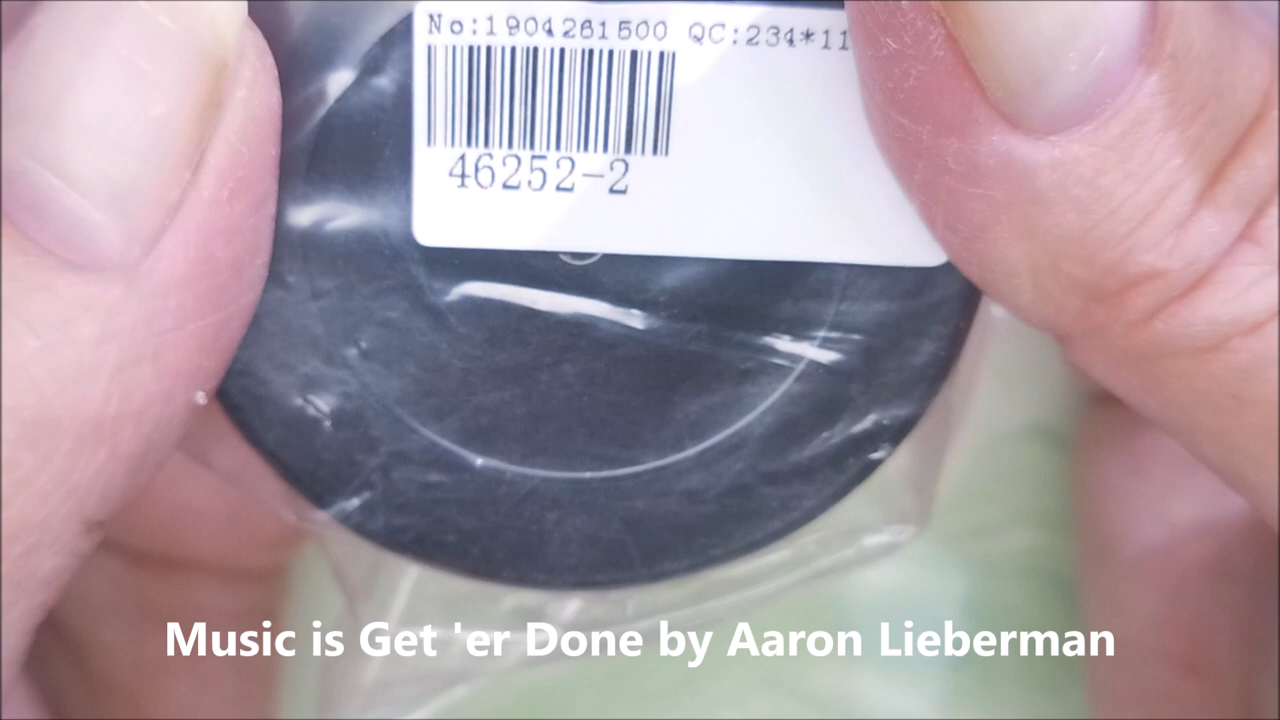 No:1904261500 QC:234*11
46252-2
Music is Get 'er Done by Aaron Lieberman